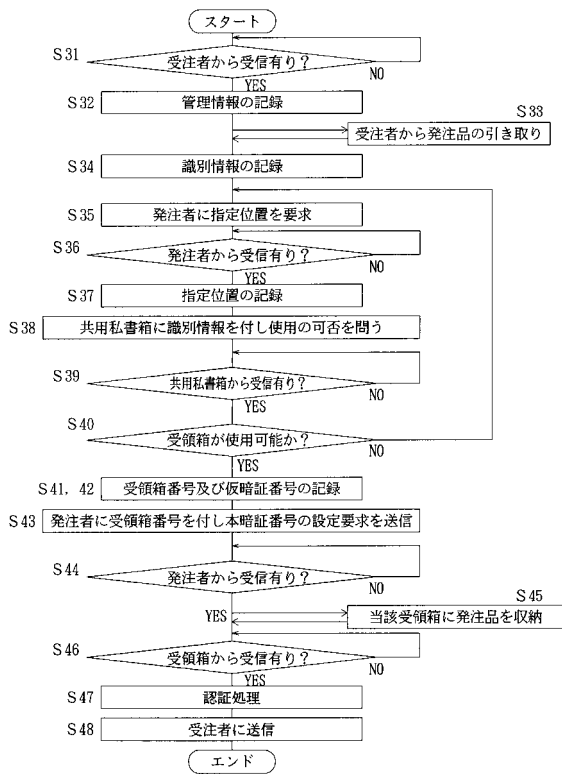 スタート
S31
受注者から受信有り？
NO
YES
S32
管理情報の記録
S33
受注者から発注品の引き取り
S34
識別情報の記録
S35
発注者に指定位置を要求
S36
発注者から受信有り？
NO
YES
S37
指定位置の記録
S38
共用私書箱に識別情報を付し使用の可否を問う
S39
共用私書箱から受信有り？
NO
YES
S40
受領箱が使用可能か？
NO
YES
S41, 42
受領箱番号及び仮暗証番号の記録
S43
発注者に受領箱番号を付し本暗証番号の設定要求を送信
S44
発注者から受信有り？
NO
YES
S45
当該受領箱に発注品を収納
S46
受領箱から受信有り？
NO
YES
S47
認証処理
S48
受注者に送信
エンド